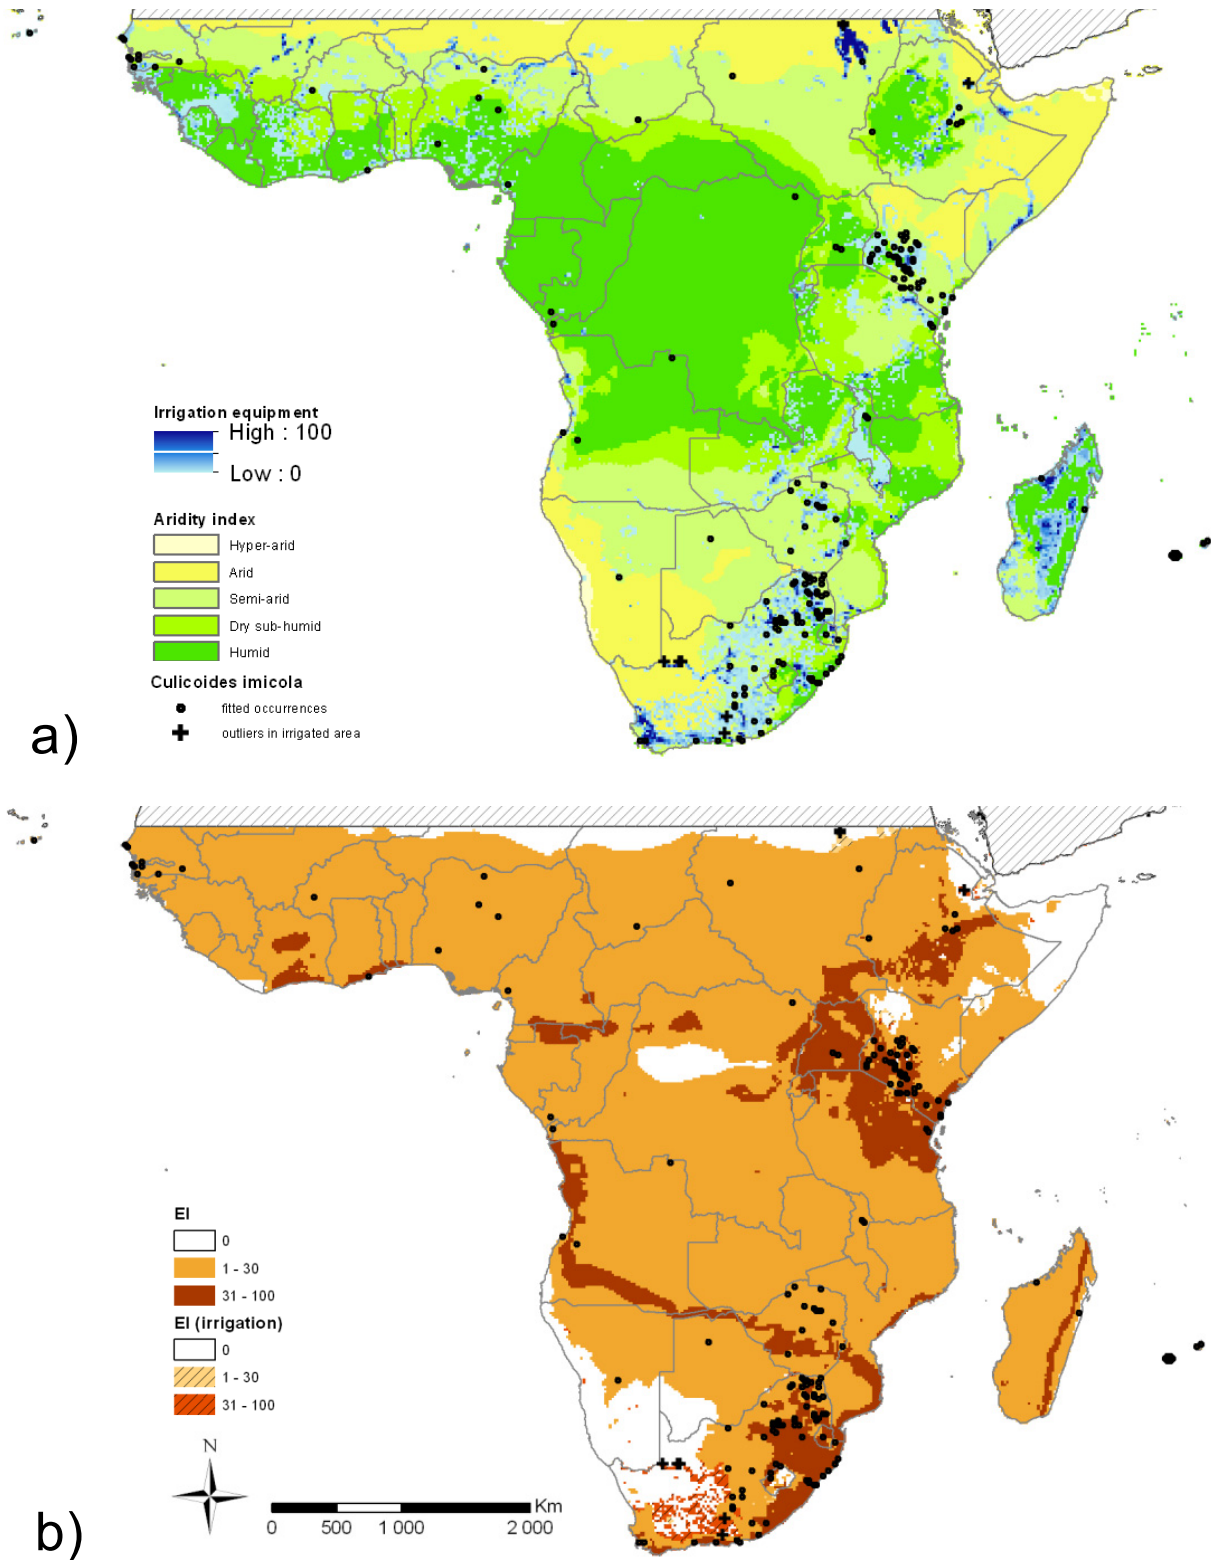 Irrigation equipment
High : 100
Low : 0
Aridity index
Hyper-arid
Arid
Semi-arid
Dry sub-humid
Humid
Culicoides imicola
fitted occurrences
outliers in irrigated area
a)
EI
0
1 - 30
31 - 100
EI (irrigation)
0
1 - 30
31 - 100
N
Km
0 500 1 000 2 000
b)